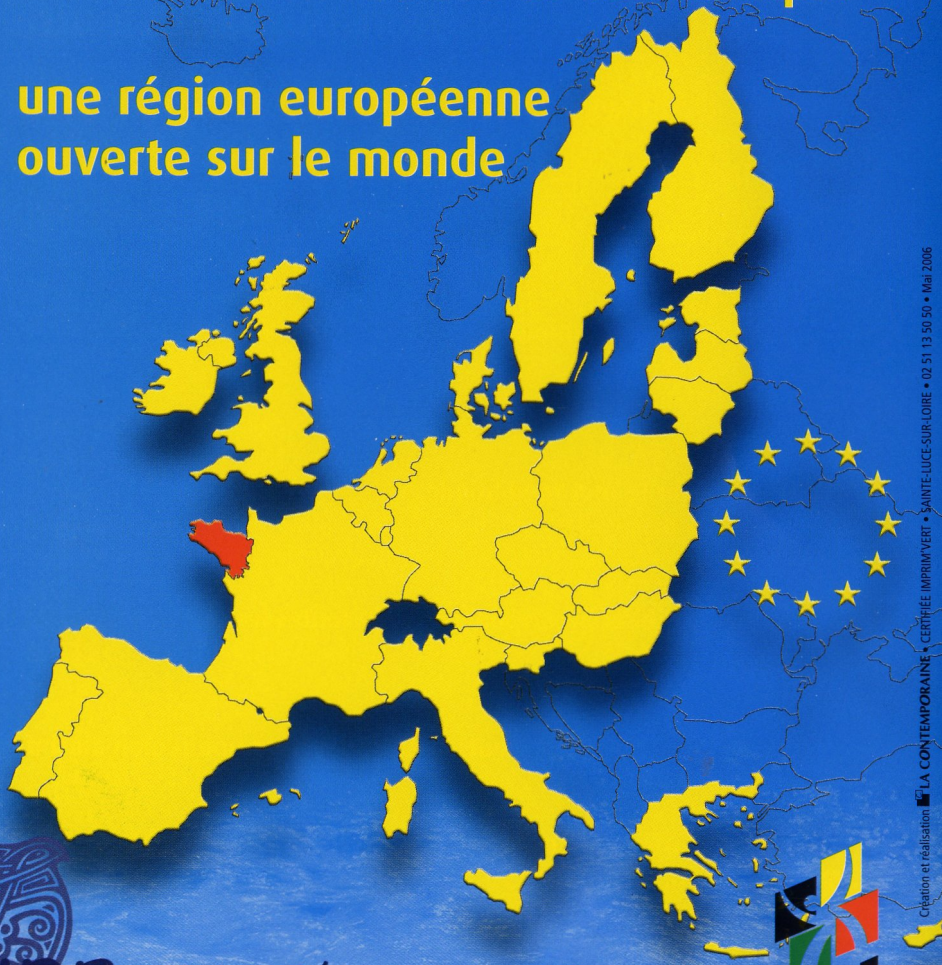 une région européenne
ouverte sur le monde
Création et réalisation LA CONTEMPORAINE • CERTIFIÉE IMPRIM'VERT • SAINTE-LUCE-SUR-LOIRE • 02 51 13 50 50 • Mai 2006